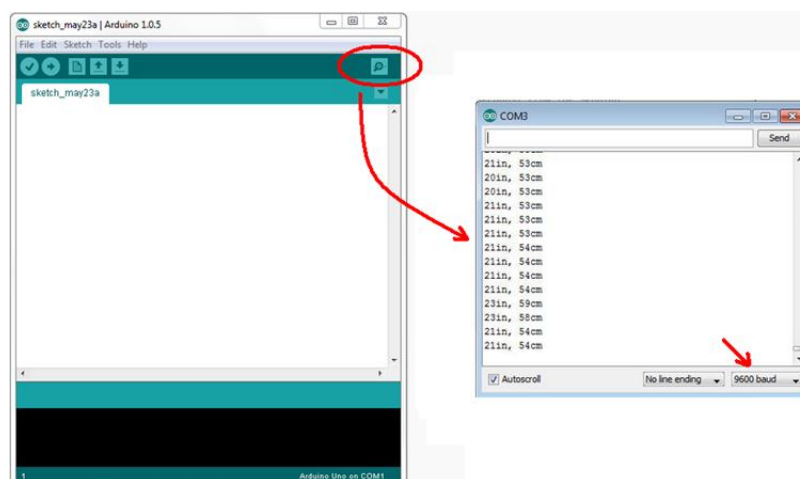 sketch_may23a | Arduino 1.0.5
File Edit Sketch Tools Help
sketch_may23a
1
Arduino Uno on COM1
COM3
Send
21in, 53cm
20in, 53cm
20in, 53cm
21in, 53cm
21in, 53cm
21in, 53cm
21in, 54cm
21in, 54cm
21in, 54cm
21in, 54cm
23in, 59cm
23in, 58cm
21in, 54cm
21in, 54cm
Autoscroll
No line ending
9600 baud